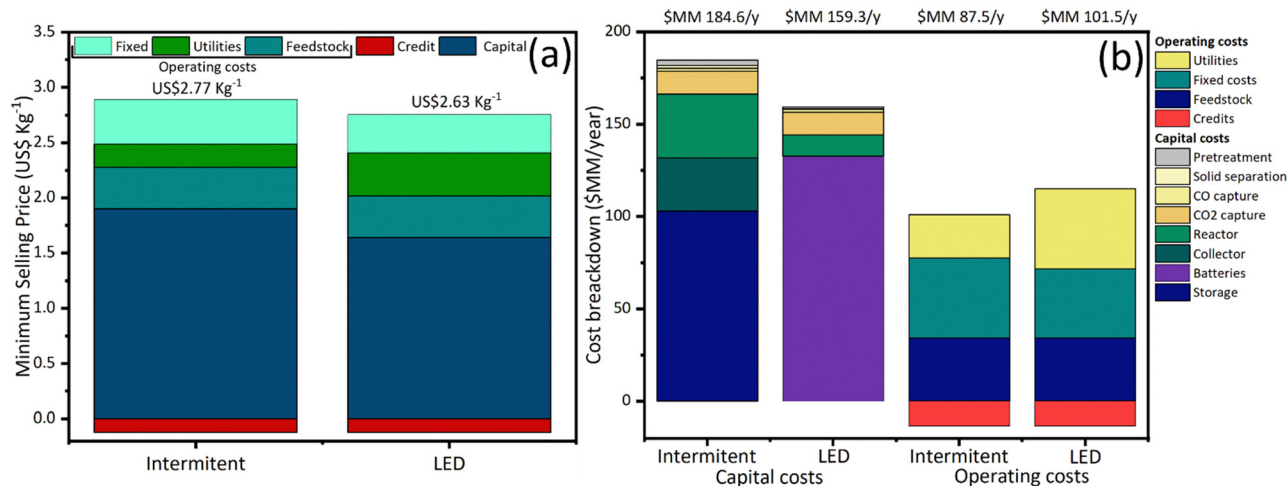 Minimum Selling Price (US$ Kg⁻¹)
3.5
3.0
2.5
2.0
1.5
1.0
0.5
0.0
Fixed Utilities Feedstock Credit Capital
Operating costs
(a)
US$2.77 Kg⁻¹
US$2.63 Kg⁻¹
Intermitent
LED
$MM 184.6/y $MM 159.3/y $MM 87.5/y $MM 101.5/y
Cost breackdown ($MM/year)
200
150
100
50
0
(b)
Intermitent
LED
Intermitent
LED
Capital costs
Operating costs
Operating costs
Utilities
Fixed costs
Feedstock
Credits
Capital costs
Pretreatment
Solid separation
CO capture
CO2 capture
Reactor
Collector
Batteries
Storage